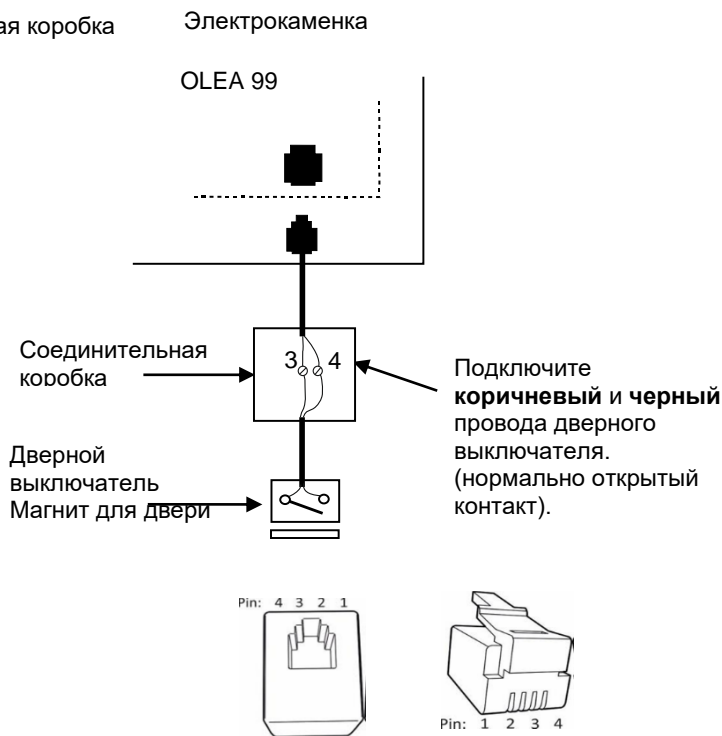 ая коробка
Электрокаменка
OLEA 99
Соединительная
коробка
3 4
Подключите
коричневый и черный
провода дверного
выключателя.
(нормально открытый
контакт).
Дверной
выключатель
Магнит для двери
Pin: 4 3 2 1
Pin: 1 2 3 4